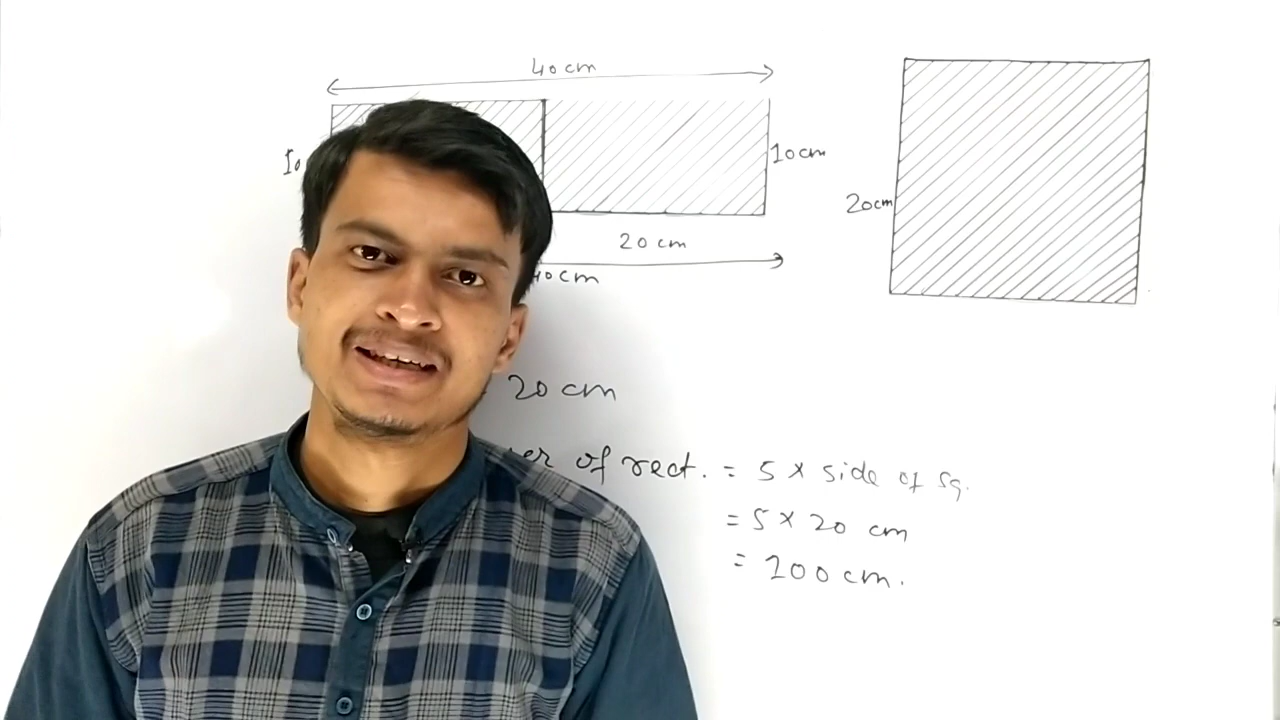 40 cm
10cm
20cm
20 cm
40cm
20 cm
of rect. = 5 × side of sq.
= 5 × 20 cm
= 200 cm.